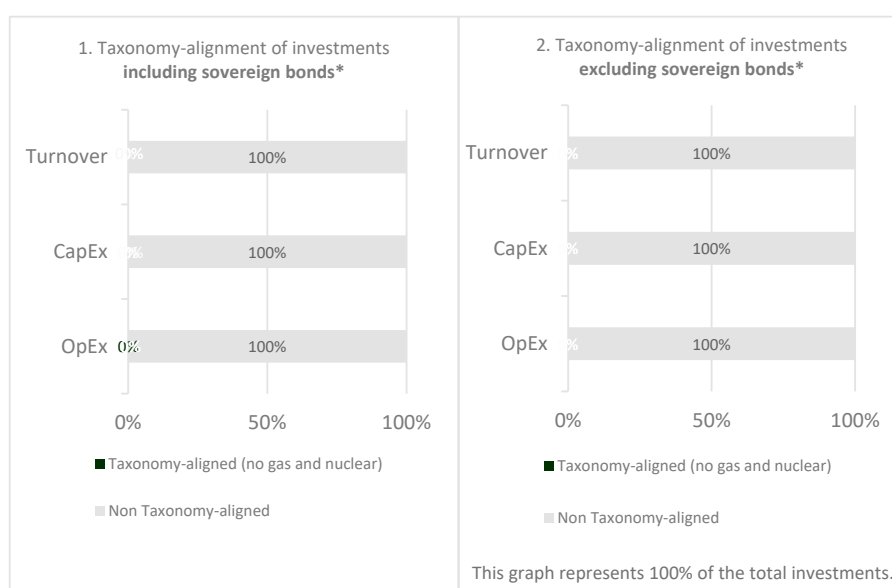 1. Taxonomy-alignment of investments
including sovereign bonds*
Turnover 0% 100%
CapEx 0% 100%
OpEx 0% 100%
0% 50% 100%
Taxonomy-aligned (no gas and nuclear)
Non Taxonomy-aligned
2. Taxonomy-alignment of investments
excluding sovereign bonds*
Turnover % 100%
CapEx % 100%
OpEx % 100%
0% 50% 100%
Taxonomy-aligned (no gas and nuclear)
Non Taxonomy-aligned
This graph represents 100% of the total investments.